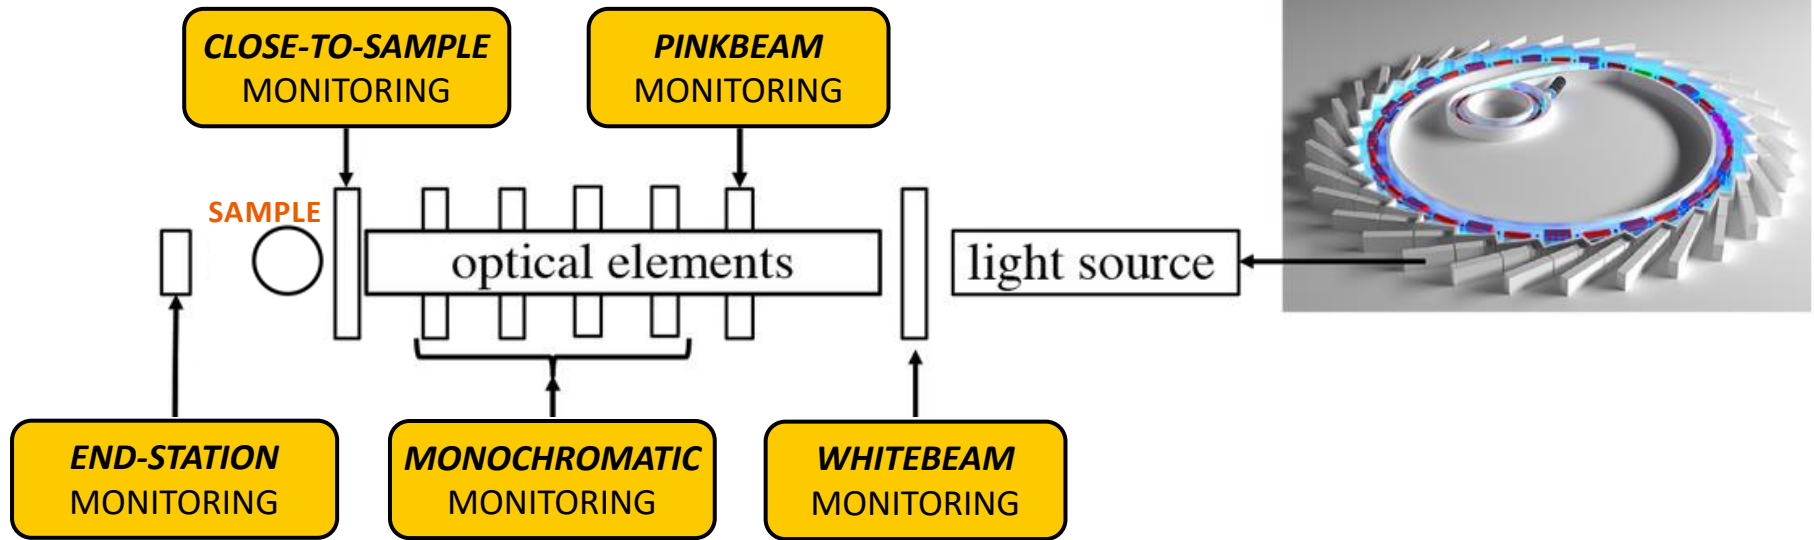 CLOSE-TO-SAMPLE
MONITORING
PINKBEAM
MONITORING
SAMPLE
optical elements
light source
END-STATION
MONITORING
MONOCHROMATIC
MONITORING
WHITEBEAM
MONITORING